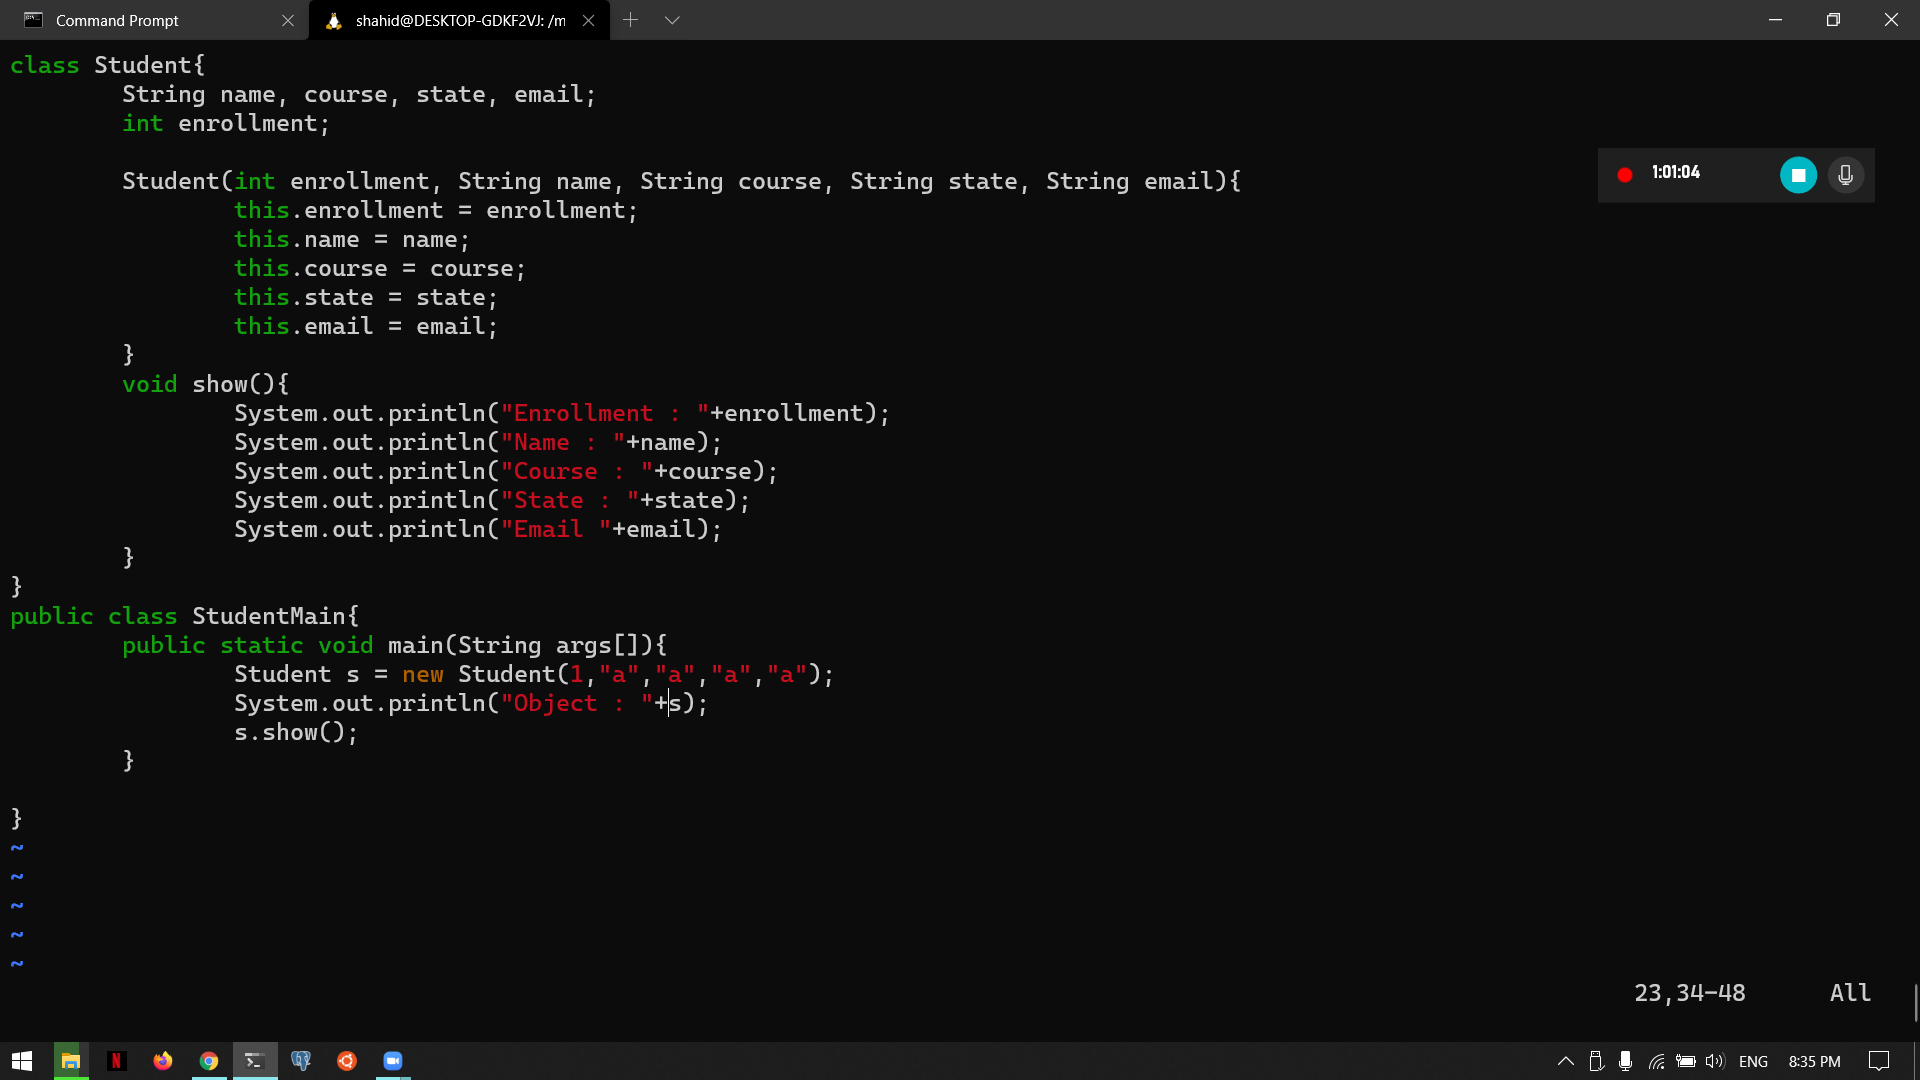 Command Prompt
shahid@DESKTOP-GDKF2VJ: /m
class Student{
String name, course, state, email;
int enrollment;
1:01:04
Student(int enrollment, String name, String course, String state, String email){
this.enrollment = enrollment;
this.name = name;
this.course = course;
this.state = state;
this.email = email;
}
void show(){
System.out.println("Enrollment : "+enrollment);
System.out.println("Name : "+name);
System.out.println("Course : "+course);
System.out.println("State : "+state);
System.out.println("Email "+email);
}
}
public class StudentMain{
public static void main(String args[]){
Student s = new Student(1,"a","a","a","a");
System.out.println("Object : "+s);
s.show();
}
}
~
~
~
~
~
23,34-48 All
N ENG 8:35 PM